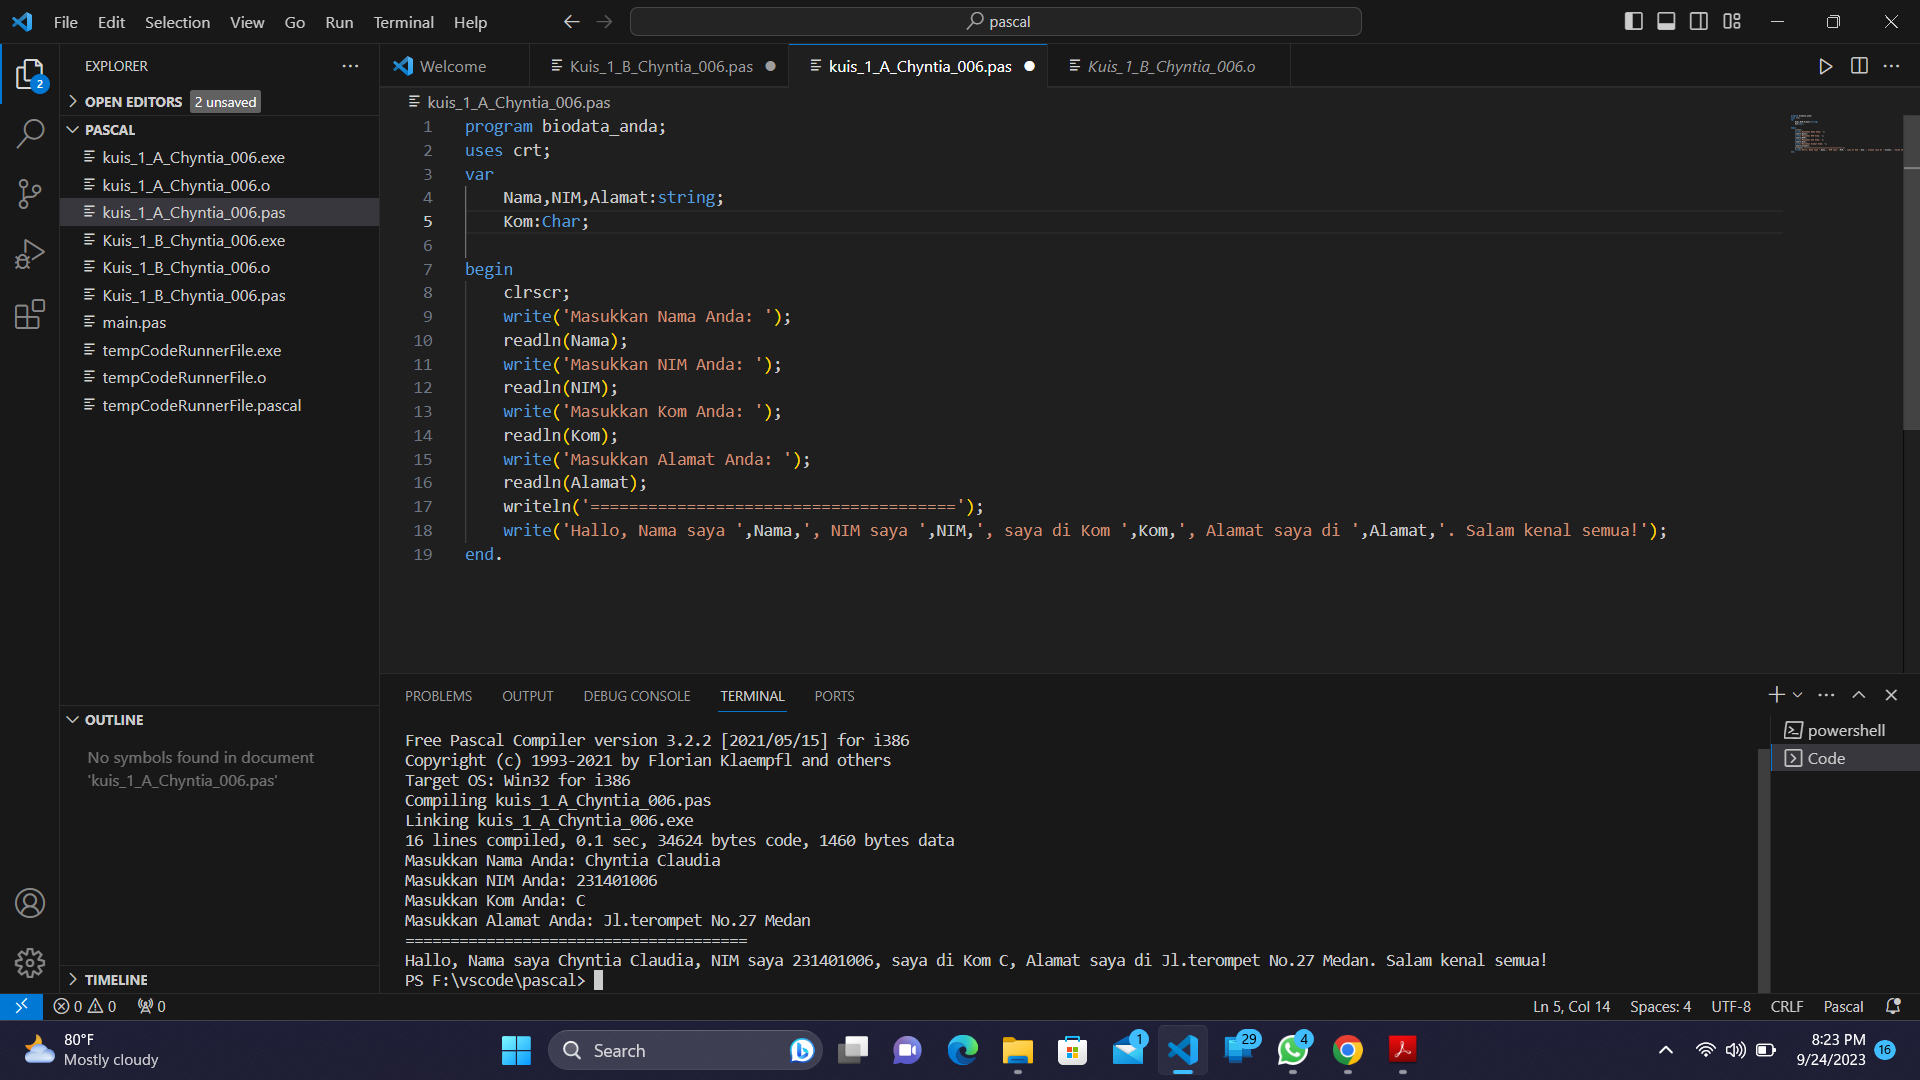 File Edit Selection View Go Run Terminal Help
pascal
EXPLORER
OPEN EDITORS 2 unsaved
PASCAL
kuis_1_A_Chyntia_006.exe
kuis_1_A_Chyntia_006.o
kuis_1_A_Chyntia_006.pas
Kuis_1_B_Chyntia_006.exe
Kuis_1_B_Chyntia_006.o
Kuis_1_B_Chyntia_006.pas
main.pas
tempCodeRunnerFile.exe
tempCodeRunnerFile.o
tempCodeRunnerFile.pascal
OUTLINE
No symbols found in document
'kuis_1_A_Chyntia_006.pas'
TIMELINE
2
Welcome Kuis_1_B_Chyntia_006.pas kuis_1_A_Chyntia_006.pas Kuis_1_B_Chyntia_006.o
kuis_1_A_Chyntia_006.pas
1 program biodata_anda;
2 uses crt;
3 var
4 Nama,NIM,Alamat:string;
5 Kom:Char;
6
7 begin
8 clrscr;
9 write('Masukkan Nama Anda: ');
10 readln(Nama);
11 write('Masukkan NIM Anda: ');
12 readln(NIM);
13 write('Masukkan Kom Anda: ');
14 readln(Kom);
15 write('Masukkan Alamat Anda: ');
16 readln(Alamat);
17 writeln('======================================');
18 write('Hallo, Nama saya ',Nama,', NIM saya ',NIM,', saya di Kom ',Kom,', Alamat saya di ',Alamat,'. Salam kenal semua!');
19 end.
PROBLEMS OUTPUT DEBUG CONSOLE TERMINAL PORTS
Free Pascal Compiler version 3.2.2 [2021/05/15] for i386
Copyright (c) 1993-2021 by Florian Klaempfl and others
Target OS: Win32 for i386
Compiling kuis_1_A_Chyntia_006.pas
Linking kuis_1_A_Chyntia_006.exe
16 lines compiled, 0.1 sec, 34624 bytes code, 1460 bytes data
Masukkan Nama Anda: Chyntia Claudia
Masukkan NIM Anda: 231401006
Masukkan Kom Anda: C
Masukkan Alamat Anda: Jl.terompet No.27 Medan
======================================
Hallo, Nama saya Chyntia Claudia, NIM saya 231401006, saya di Kom C, Alamat saya di Jl.terompet No.27 Medan. Salam kenal semua!
PS F:\vscode\pascal>
powershell
Code
0 0 0
Ln 5, Col 14 Spaces: 4 UTF-8 CRLF Pascal
80°F
Mostly cloudy
Search
1
29
4
8:23 PM
9/24/2023
16